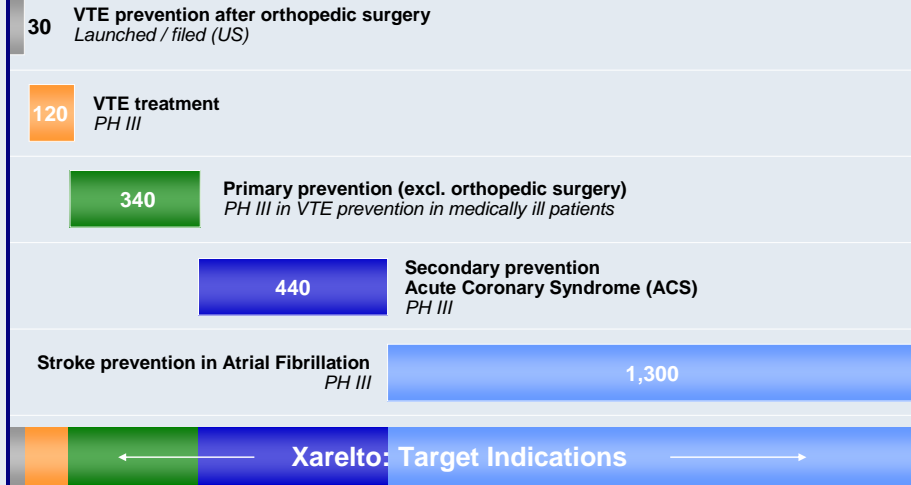 30
VTE prevention after orthopedic surgery
Launched / filed (US)
120
VTE treatment
PH III
340
Primary prevention (excl. orthopedic surgery)
PH III in VTE prevention in medically ill patients
440
Secondary prevention
Acute Coronary Syndrome (ACS)
PH III
Stroke prevention in Atrial Fibrillation
PH III
1,300
Xarelto: Target Indications